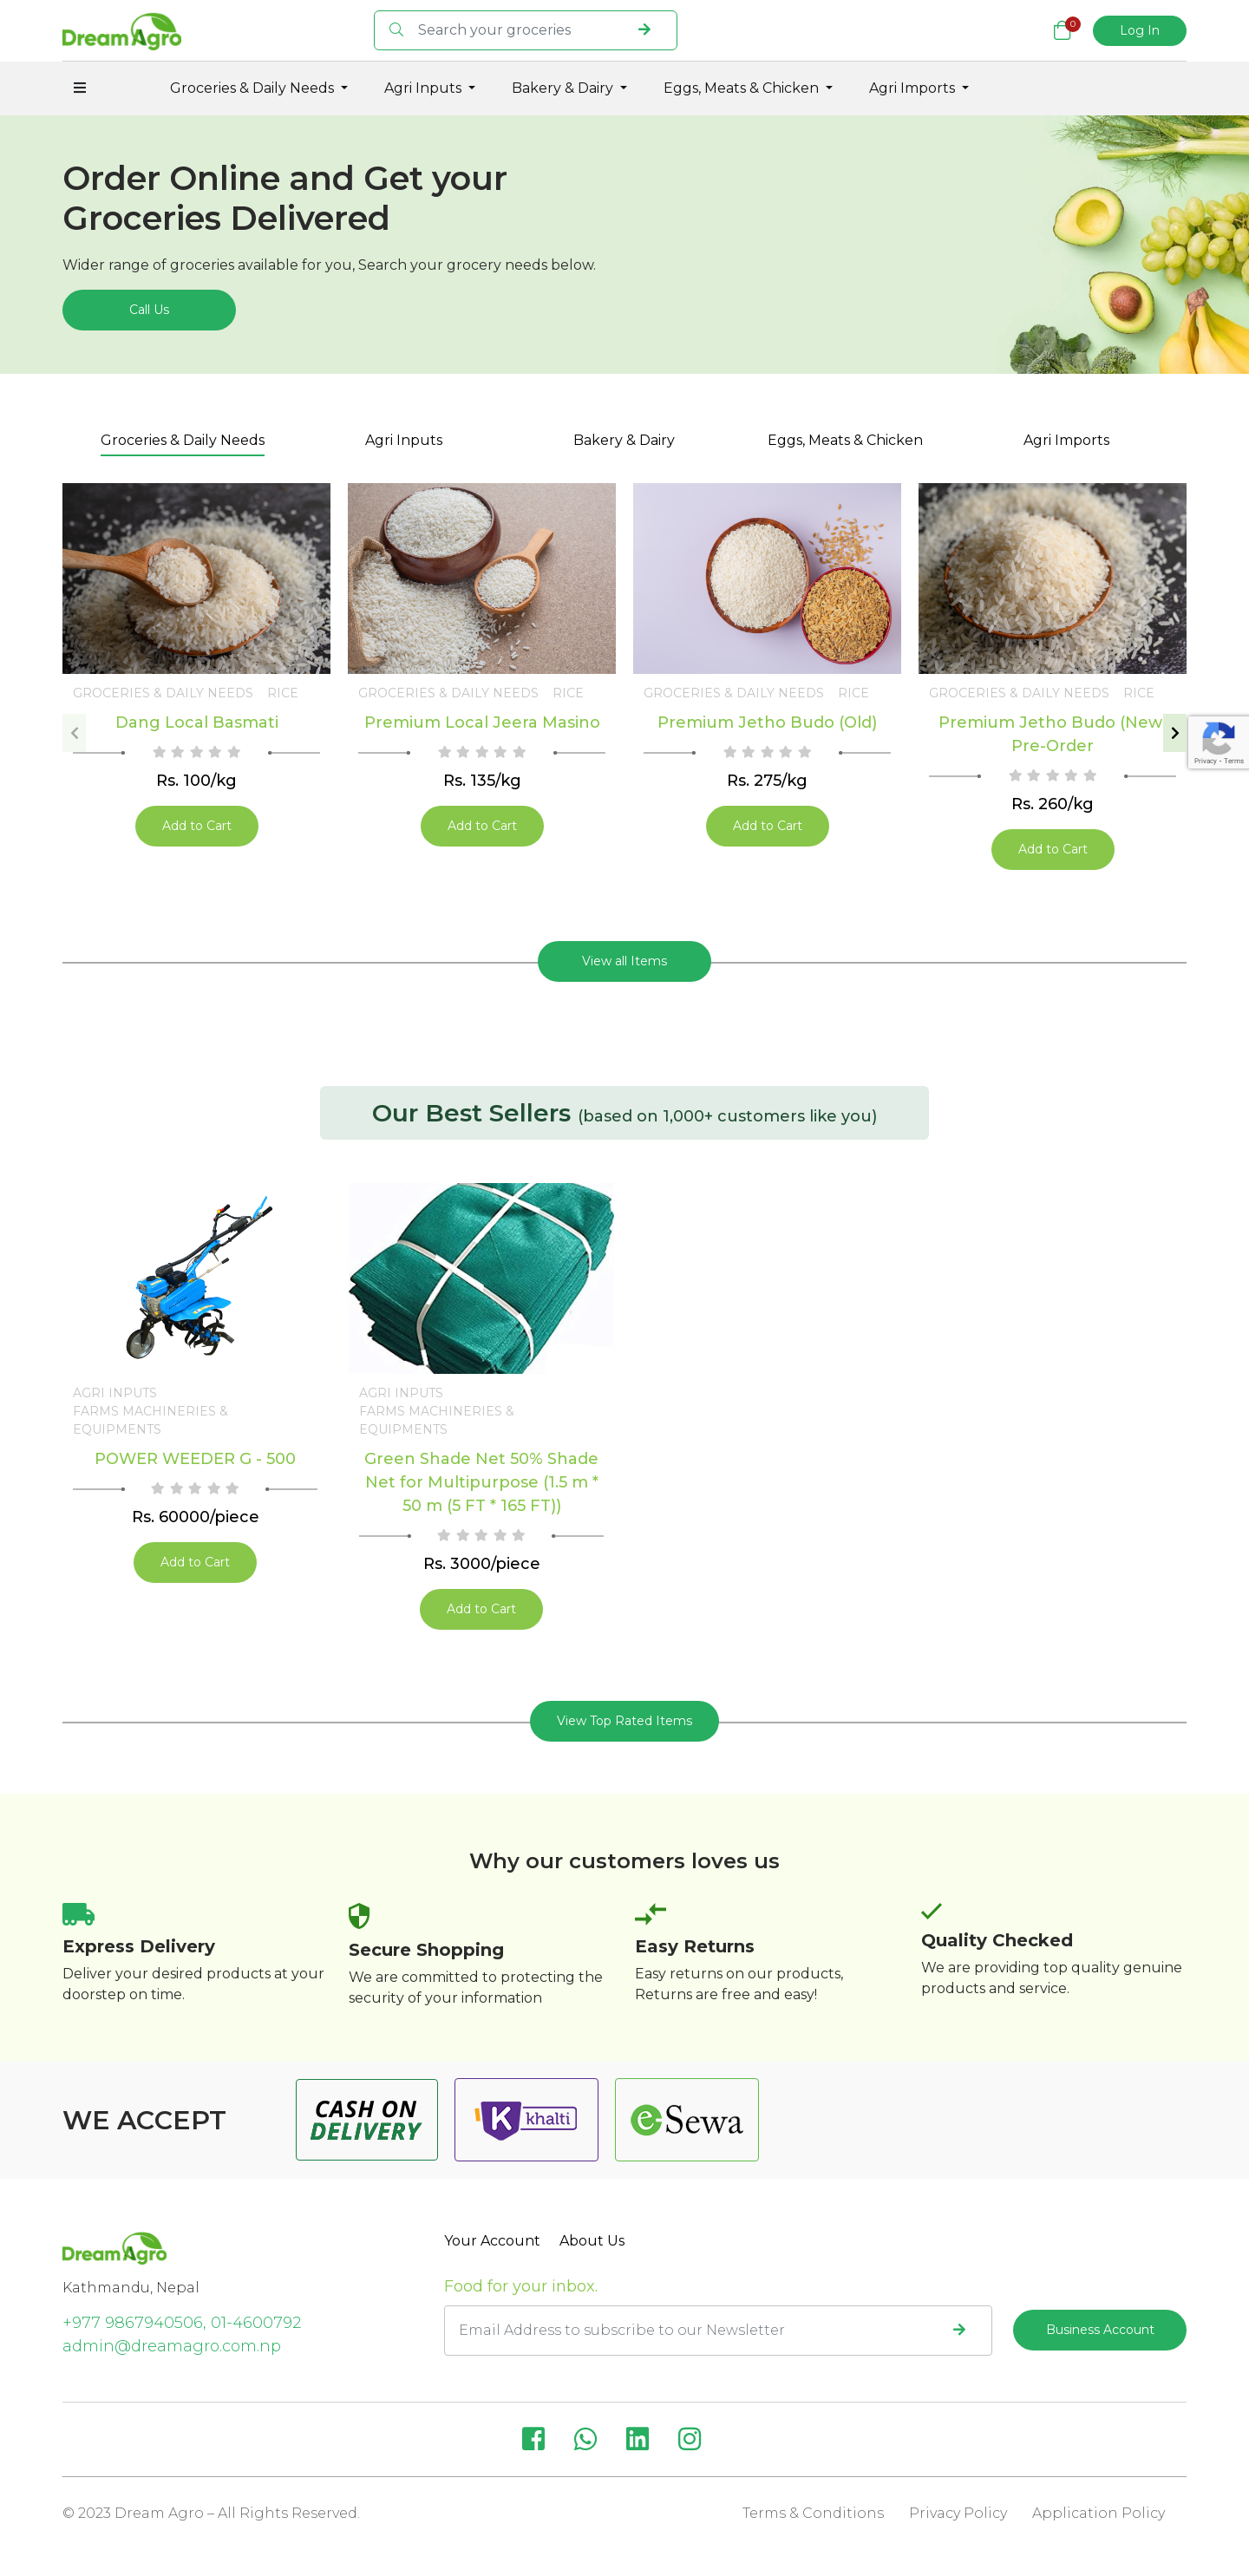 DreamAgro
Search your groceries
0
Log In
Groceries & Daily Needs
Agri Inputs
Bakery & Dairy
Eggs, Meats & Chicken
Agri Imports
Order Online and Get your
Groceries Delivered
Wider range of groceries available for you, Search your grocery needs below.
Call Us
Groceries & Daily Needs
Agri Inputs
Bakery & Dairy
Eggs, Meats & Chicken
Agri Imports
GROCERIES & DAILY NEEDS RICE
Dang Local Basmati
Rs. 100/kg
Add to Cart
GROCERIES & DAILY NEEDS RICE
Premium Local Jeera Masino
Rs. 135/kg
Add to Cart
GROCERIES & DAILY NEEDS RICE
Premium Jetho Budo (Old)
Rs. 275/kg
Add to Cart
GROCERIES & DAILY NEEDS RICE
Premium Jetho Budo (New
Pre-Order
Rs. 260/kg
Add to Cart
Privacy - Terms
View all Items
Our Best Sellers (based on 1,000+ customers like you)
AGRI INPUTS
FARMS MACHINERIES &
EQUIPMENTS
POWER WEEDER G - 500
Rs. 60000/piece
Add to Cart
AGRI INPUTS
FARMS MACHINERIES &
EQUIPMENTS
Green Shade Net 50% Shade
Net for Multipurpose (1.5 m *
50 m (5 FT * 165 FT))
Rs. 3000/piece
Add to Cart
View Top Rated Items
Why our customers loves us
Express Delivery
Deliver your desired products at your
doorstep on time.
Secure Shopping
We are committed to protecting the
security of your information
Easy Returns
Easy returns on our products,
Returns are free and easy!
Quality Checked
We are providing top quality genuine
products and service.
WE ACCEPT
CASH ON
DELIVERY
K khalti
eSewa
DreamAgro
Kathmandu, Nepal
+977 9867940506, 01-4600792
admin@dreamagro.com.np
Your Account
About Us
Food for your inbox.
Email Address to subscribe to our Newsletter
Business Account
© 2023 Dream Agro – All Rights Reserved.
Terms & Conditions
Privacy Policy
Application Policy